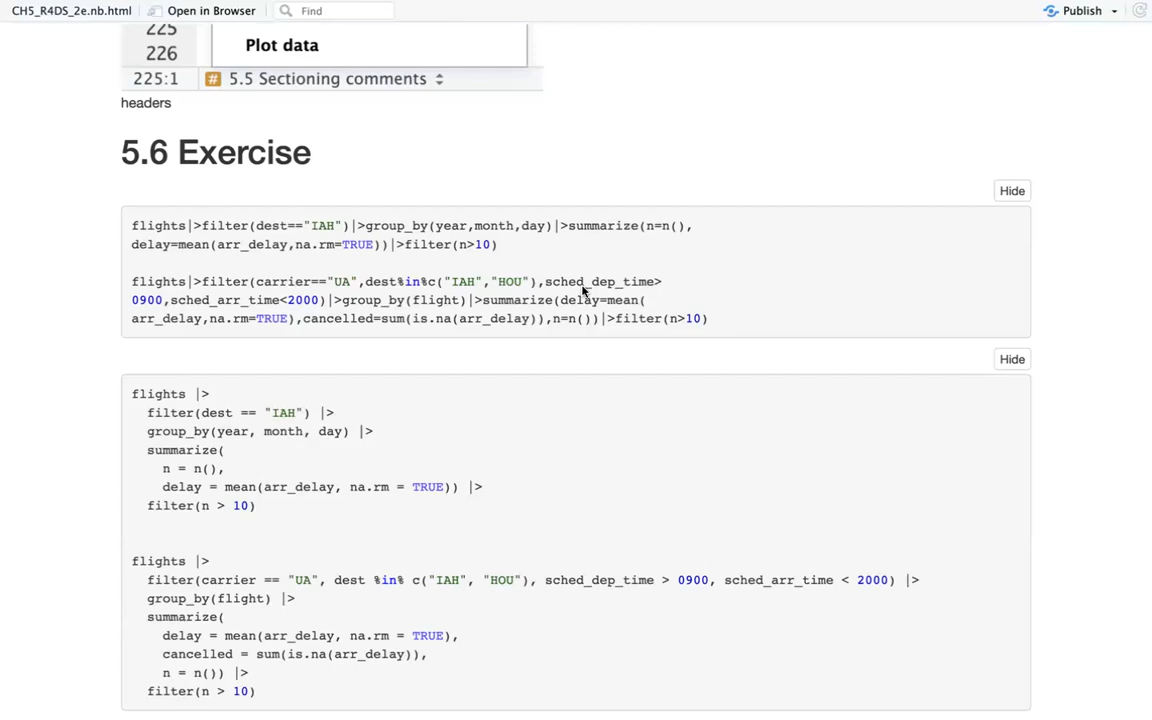 CH5_R4DS_2e.nb.html Open in Browser Find Publish
225
226 Plot data
225:1 # 5.5 Sectioning comments
headers
5.6 Exercise
Hide
flights|>filter(dest=="IAH")|>group_by(year,month,day)|>summarize(n=n(),
delay=mean(arr_delay,na.rm=TRUE))|>filter(n>10)
flights|>filter(carrier=="UA",dest%in%c("IAH","HOU"),sched_dep_time>
0900,sched_arr_time<2000)|>group_by(flight)|>summarize(delay=mean(
arr_delay,na.rm=TRUE),cancelled=sum(is.na(arr_delay)),n=n())|>filter(n>10)
Hide
flights |>
  filter(dest == "IAH") |>
  group_by(year, month, day) |>
  summarize(
    n = n(),
    delay = mean(arr_delay, na.rm = TRUE)) |>
  filter(n > 10)
flights |>
  filter(carrier == "UA", dest %in% c("IAH", "HOU"), sched_dep_time > 0900, sched_arr_time < 2000) |>
  group_by(flight) |>
  summarize(
    delay = mean(arr_delay, na.rm = TRUE),
    cancelled = sum(is.na(arr_delay)),
    n = n()) |>
  filter(n > 10)